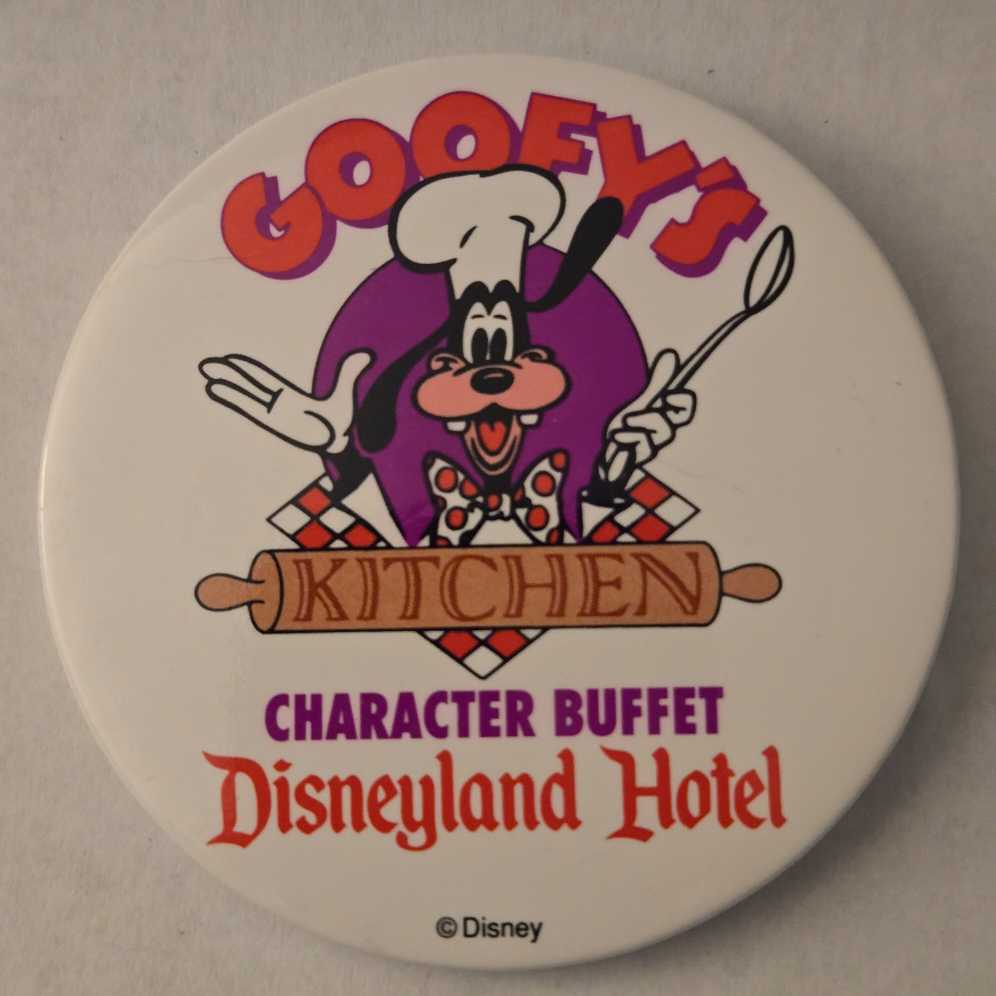 GOOFY'S
KITCHEN
CHARACTER BUFFET
Disneyland Hotel
© Disney